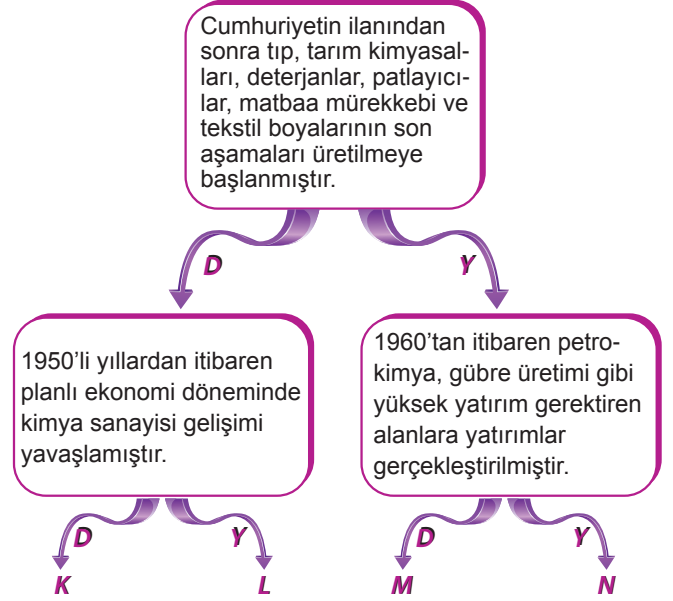 Cumhuriyetin ilanından
sonra tıp, tarım kimyasal-
ları, deterjanlar, patlayıcı-
lar, matbaa mürekkebi ve
tekstil boyalarının son
aşamaları üretilmeye
başlanmıştır.
D
Y
1950’li yıllardan itibaren
planlı ekonomi döneminde
kimya sanayisi gelişimi
yavaşlamıştır.
1960’tan itibaren petro-
kimya, gübre üretimi gibi
yüksek yatırım gerektiren
alanlara yatırımlar
gerçekleştirilmiştir.
D
Y
D
Y
K
L
M
N